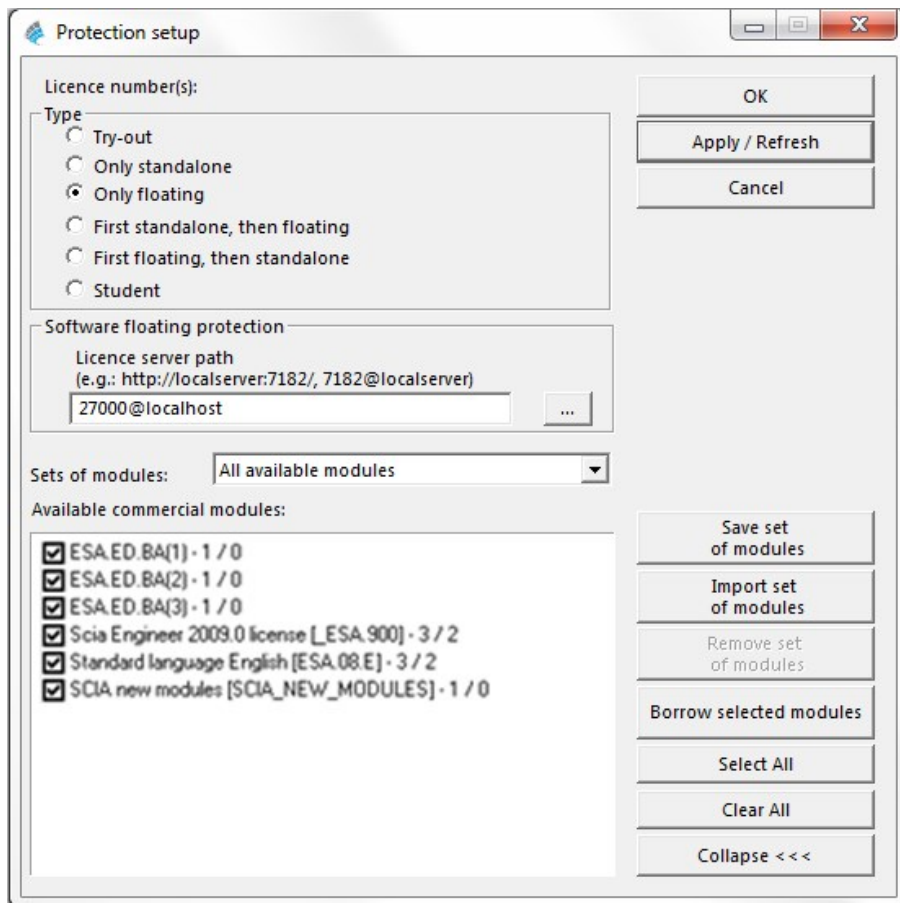 Protection setup
Licence number(s):
OK
Type
Try-out
Apply / Refresh
Only standalone
Only floating
Cancel
First standalone, then floating
First floating, then standalone
Student
Software floating protection
Licence server path
(e.g.: http://localserver:7182/, 7182@localserver)
27000@localhost
...
Sets of modules:
All available modules
Available commercial modules:
ESA.ED.BA(1) - 1 / 0
ESA.ED.BA(2) - 1 / 0
ESA.ED.BA(3) - 1 / 0
Scia Engineer 2009.0 license [_ESA.900] - 3 / 2
Standard language English [ESA.08.E] - 3 / 2
SCIA new modules [SCIA_NEW_MODULES] - 1 / 0
Save set
of modules
Import set
of modules
Remove set
of modules
Borrow selected modules
Select All
Clear All
Collapse <<<